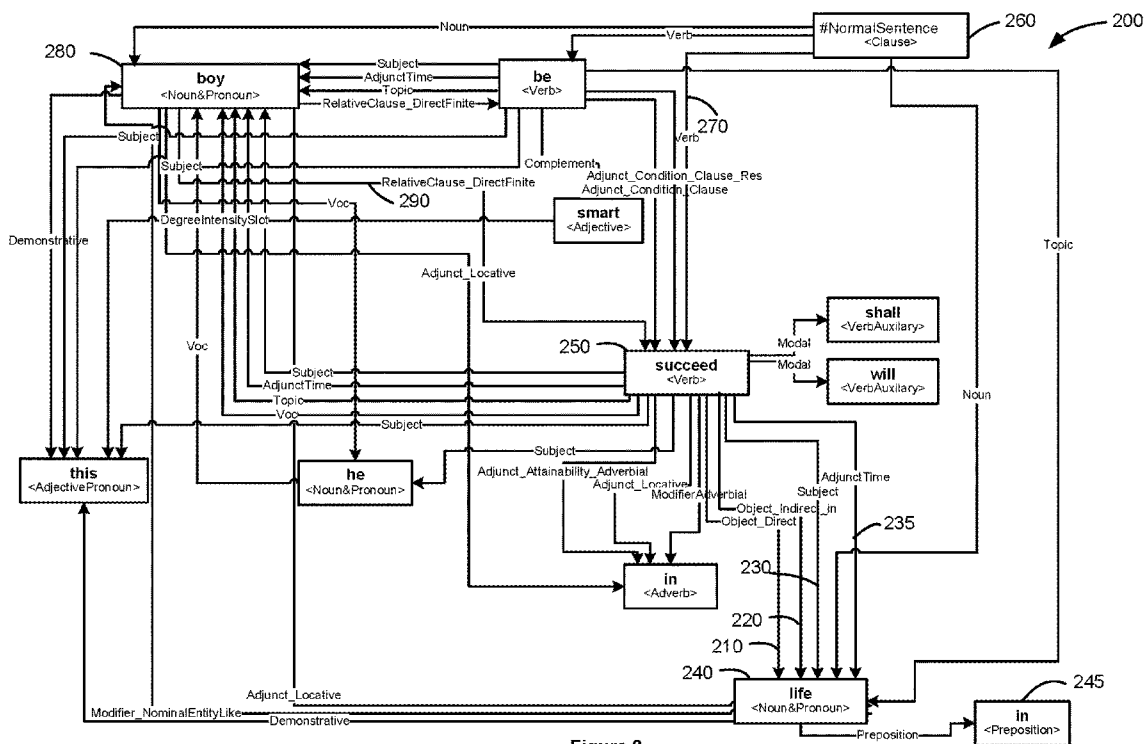 Noun
#NormalSentence
<Clause>
260
200
Verb
280
boy
<Noun&Pronoun>
Subject
AdjunctTime
Topic
RelativeClause_DirectFinite
be
<Verb>
270
Verb
Subject
Subject
Complement
RelativeClause_DirectFinite
290
Adjunct_Condition_Clause_Res
Adjunct_Condition_Clause
Voc
smart
<Adjective>
DegreeIntensitySlot
Demonstrative
Topic
Adjunct_Locative
shall
<VerbAuxilary>
250
Voc
Modal
Modal
succeed
<Verb>
will
<VerbAuxilary>
Subject
AdjunctTime
Topic
Voc
Noun
Subject
Subject
this
<AdjectivePronoun>
he
<Noun&Pronoun>
Adjunct_Attainability_Adverbial
Adjunct_Locative
ModifierAdverbial
AdjunctTime
Subject
Object_Indirect_in
Object_Direct
235
in
<Adverb>
230
220
210
240
life
<Noun&Pronoun>
245
in
<Preposition>
Adjunct_Locative
Modifier_NominalEntityLike
Demonstrative
Preposition